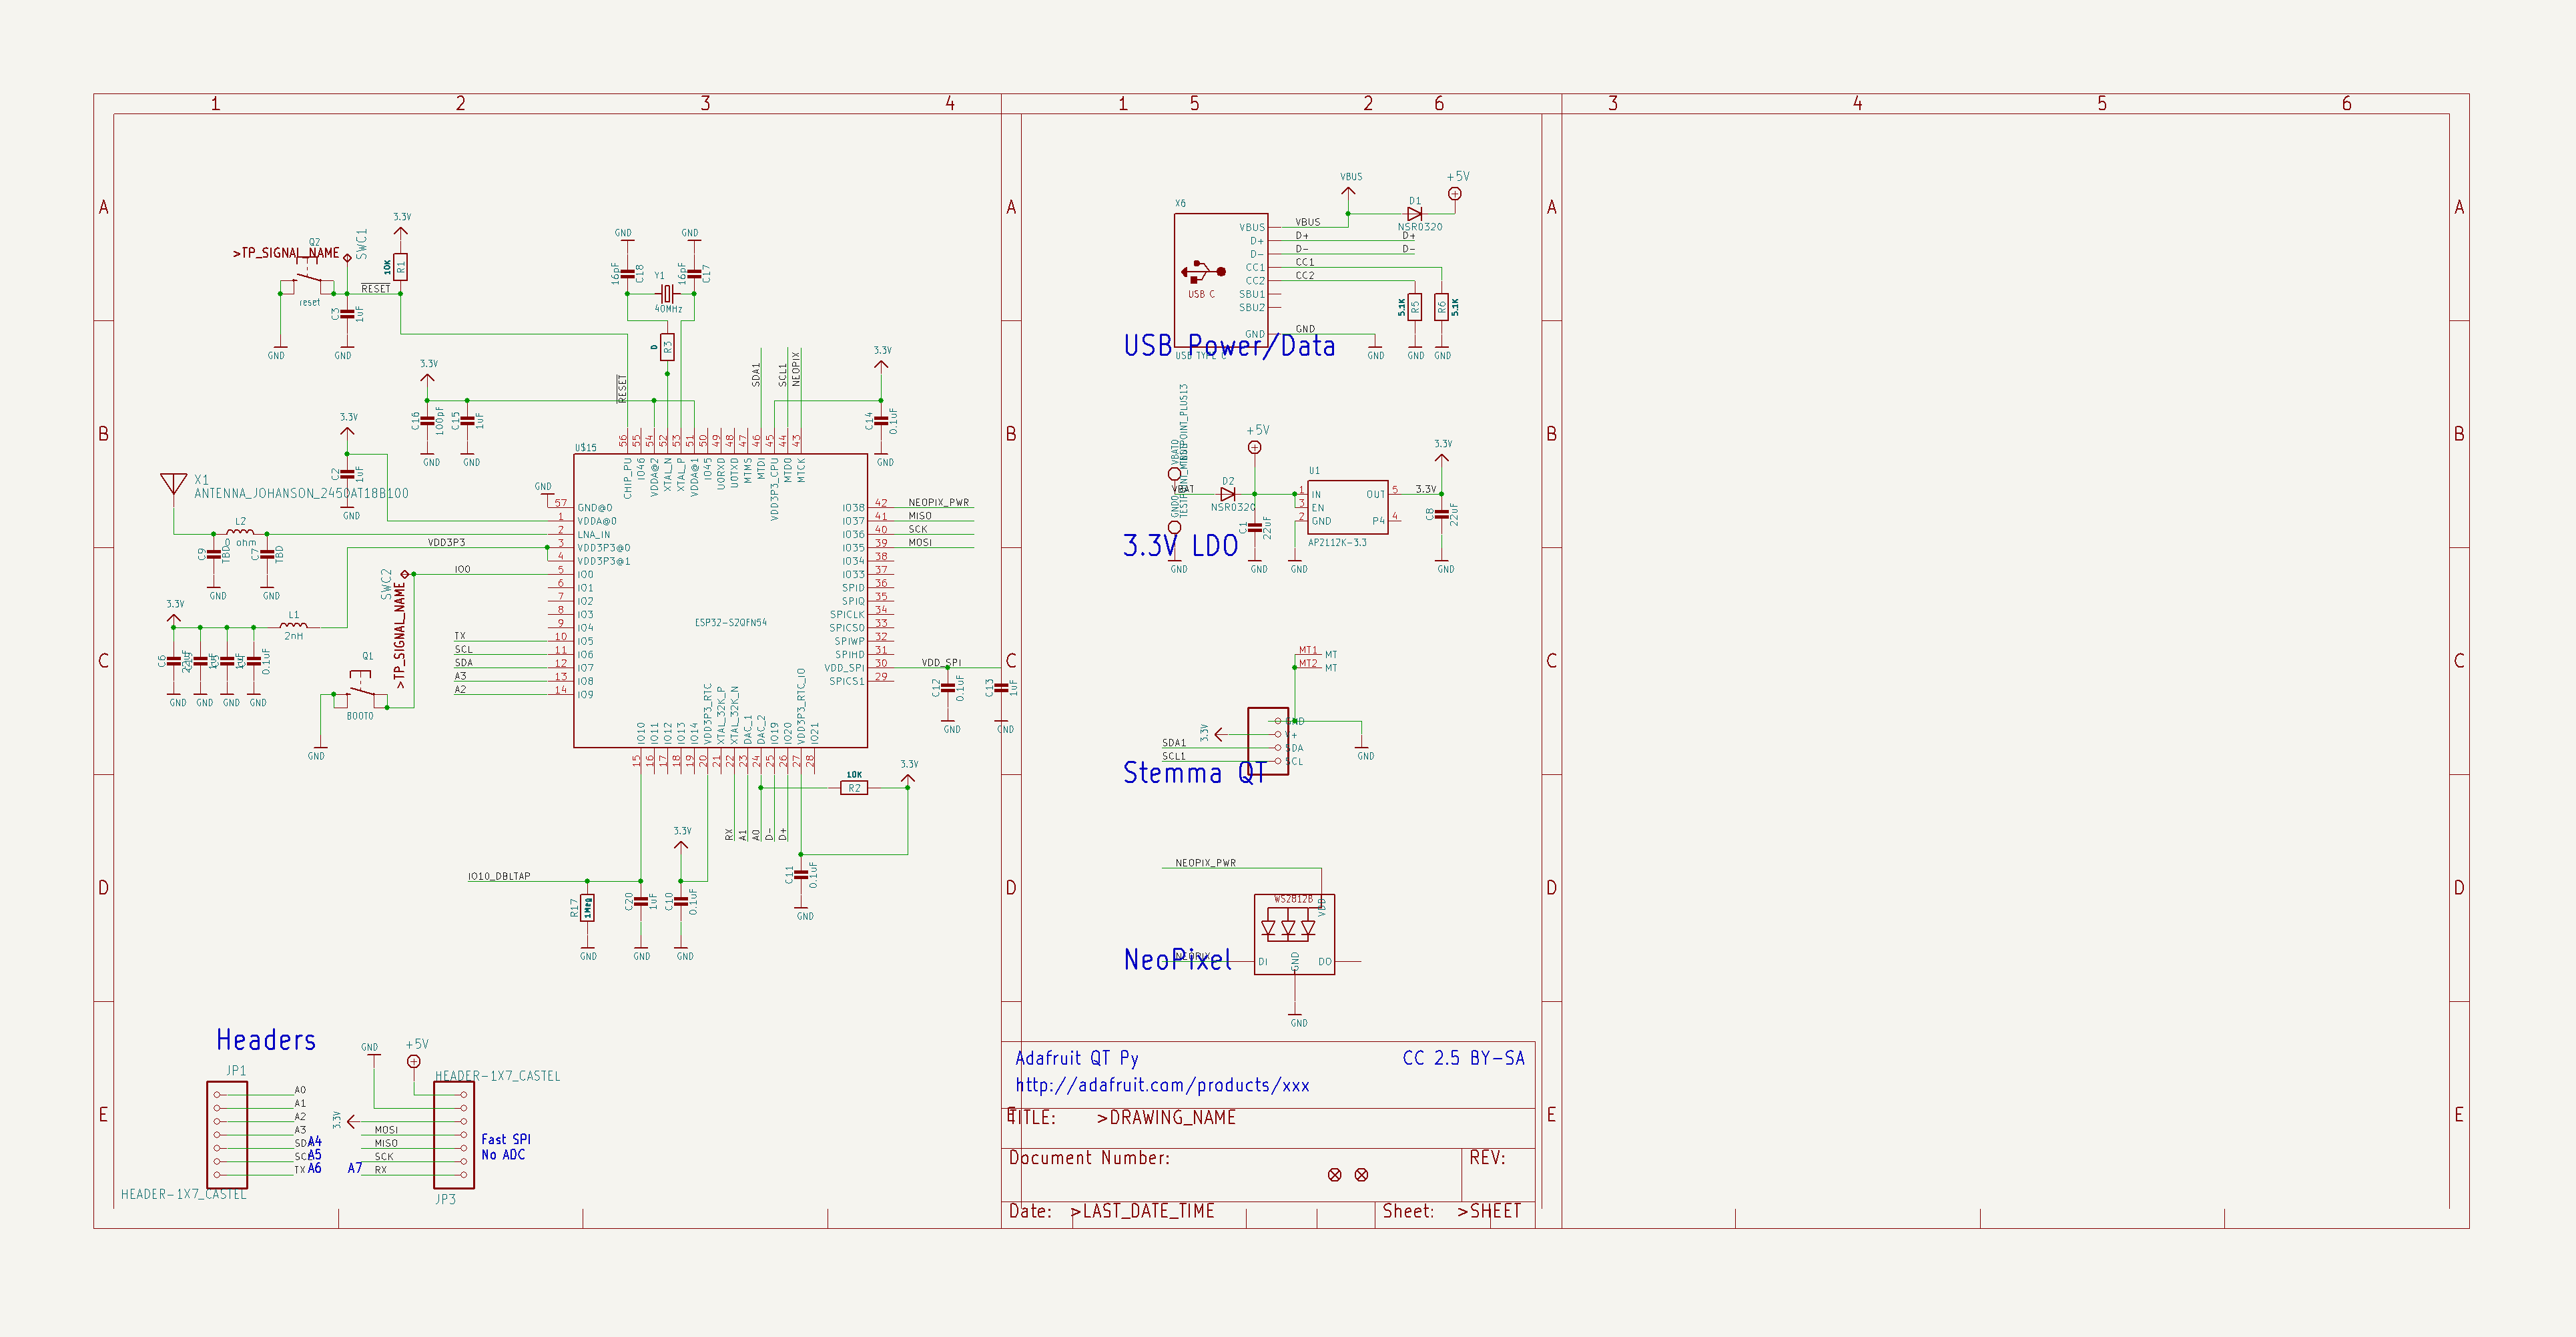 1 2 3 4 1 5 2 6 3 4 5 6
A A A A
B B B B
C C C C
D D D D
E E E E
3.3V
Q2
>TP_SIGNAL_NAME
SWC1
10K
R1
RESET
reset
C3
1uF
GND
GND
GND
GND
16pF
C18
Y1
16pF
C17
40MHz
0
R3
RESET
SDA1
SCL1
NEOPIX
3.3V
C14
0.1uF
GND
3.3V
C16
100pF
C15
1uF
GND
GND
3.3V
C2
1uF
GND
X1
ANTENNA_JOHANSON_2450AT18B100
L2
0 ohm
C9
TBD
C7
TBD
GND
GND
VDD3P3
SWC2
IO0
>TP_SIGNAL_NAME
3.3V
L1
2nH
C6
0.1uF
GND
GND
GND
GND
Q1
BOOT0
GND
TX
SCL
SDA
A3
A2
U$15
GND
ESP32-S2QFN54
56 55 54 52 53 51 50 49 48 47 46 45 44 43
CHIP_PU
IO46
VDDA@2
XTAL_N
XTAL_P
VDDA@1
IO45
U0RXD
U0TXD
MTMS
MTDI
VDD3P3_CPU
MTDO
MTCK
57 GND@0
1 VDDA@0
2 LNA_IN
3 VDD3P3@0
4 VDD3P3@1
5 IO0
6 IO1
7 IO2
8 IO3
9 IO4
10 IO5
11 IO6
12 IO7
13 IO8
14 IO9
IO38 42 NEOPIX_PWR
IO37 41 MISO
IO36 40 SCK
IO35 39 MOSI
IO34 38
IO33 37
SPID 36
SPIQ 35
SPICLK 34
SPICS0 33
SPIWP 32
SPIHD 31
VDD_SPI 30 VDD_SPI
SPICS1 29
IO10
IO11
IO12
IO13
IO14
VDD3P3_RTC
XTAL_32K_P
XTAL_32K_N
DAC_1
DAC_2
IO19
IO20
VDD3P3_RTC_IO
IO21
15 16 17 18 19 20 21 22 23 24 25 26 27 28
C12
0.1uF
C13
1uF
GND
GND
10K
R2
3.3V
RX
A1
A0
D-
D+
C11
0.1uF
GND
3.3V
IO10_DBLTAP
R17
1Meg
C20
1uF
C10
0.1uF
GND
GND
GND
VBUS
+5V
X6
D1
NSR0320
VBUS VBUS
D+ D+ D+
D- D- D-
CC1 CC1
CC2 CC2
SBU1
SBU2
GND GND
USB C
USB TYPE C
5.1K
R5
R6
5.1K
GND
GND
GND
USB Power/Data
VBAT
D2
NSR0320
+5V
C1
22uF
U1
1 IN
3 EN
2 GND
OUT 5
P4 4
AP2112K-3.3
3.3V
3.3V
C8
22uF
GND
GND
GND
GND
3.3V LDO
MT1 MT
MT2 MT
3.3V
GND
V+
SDA
SCL
SDA1
SCL1
GND
Stemma QT
NEOPIX_PWR
WS2812B
VDD
DI
GND
DO
NEOPIX
GND
NeoPixel
Headers
JP1
A0
A1
A2
A3
SDA A4
SCL A5
TX A6
HEADER-1X7_CASTEL
GND
+5V
HEADER-1X7_CASTEL
3.3V
MOSI
MISO
SCK
A7 RX
JP3
Fast SPI
No ADC
Adafruit QT Py
CC 2.5 BY-SA
http://adafruit.com/products/xxx
TITLE: >DRAWING_NAME
Document Number:
REV:
Date: >LAST_DATE_TIME
Sheet: >SHEET